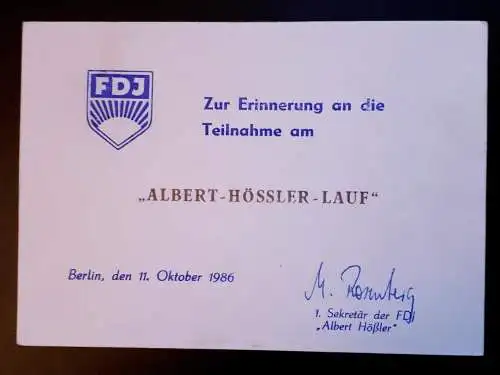 FDJ
Zur Erinnerung an die
Teilnahme am
„ALBERT-HÖSSLER-LAUF“
Berlin, den 11. Oktober 1986
M. Rosenberg
1. Sekretär der FDJ
„Albert Hößler“